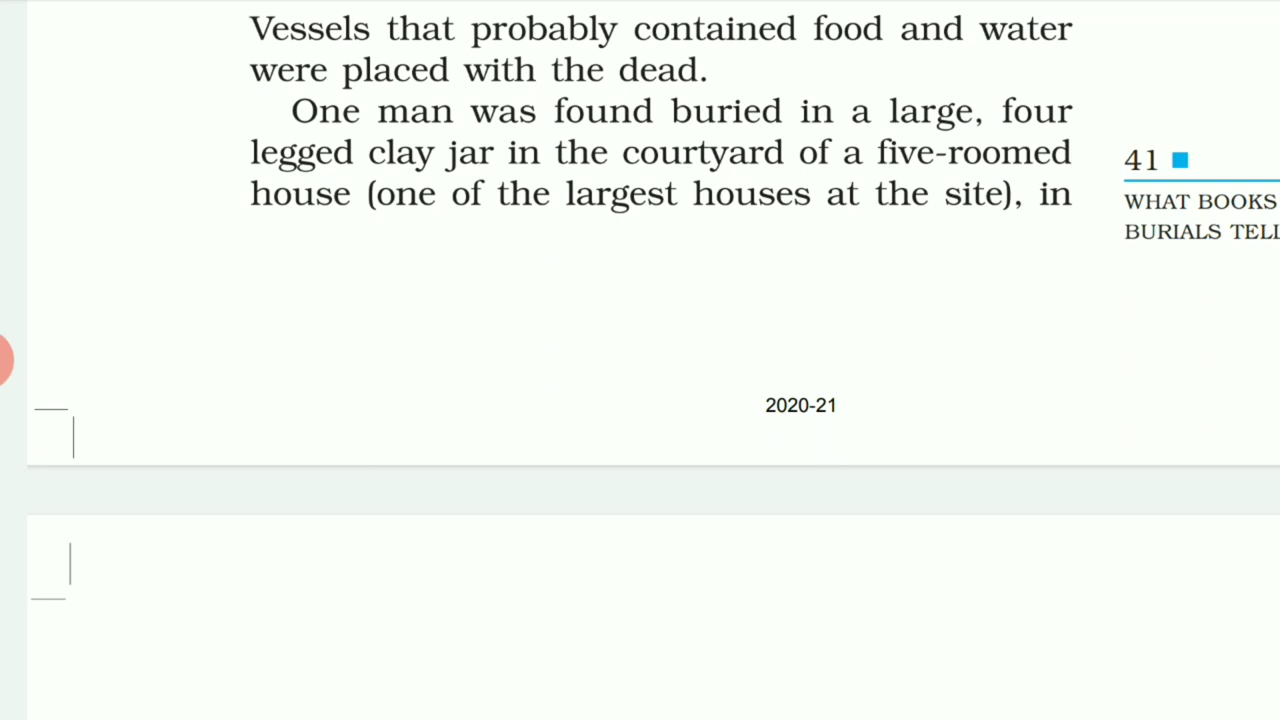 Vessels that probably contained food and water
were placed with the dead.
One man was found buried in a large, four
legged clay jar in the courtyard of a five-roomed
house (one of the largest houses at the site), in
41
WHAT BOOKS
BURIALS TELL
2020-21